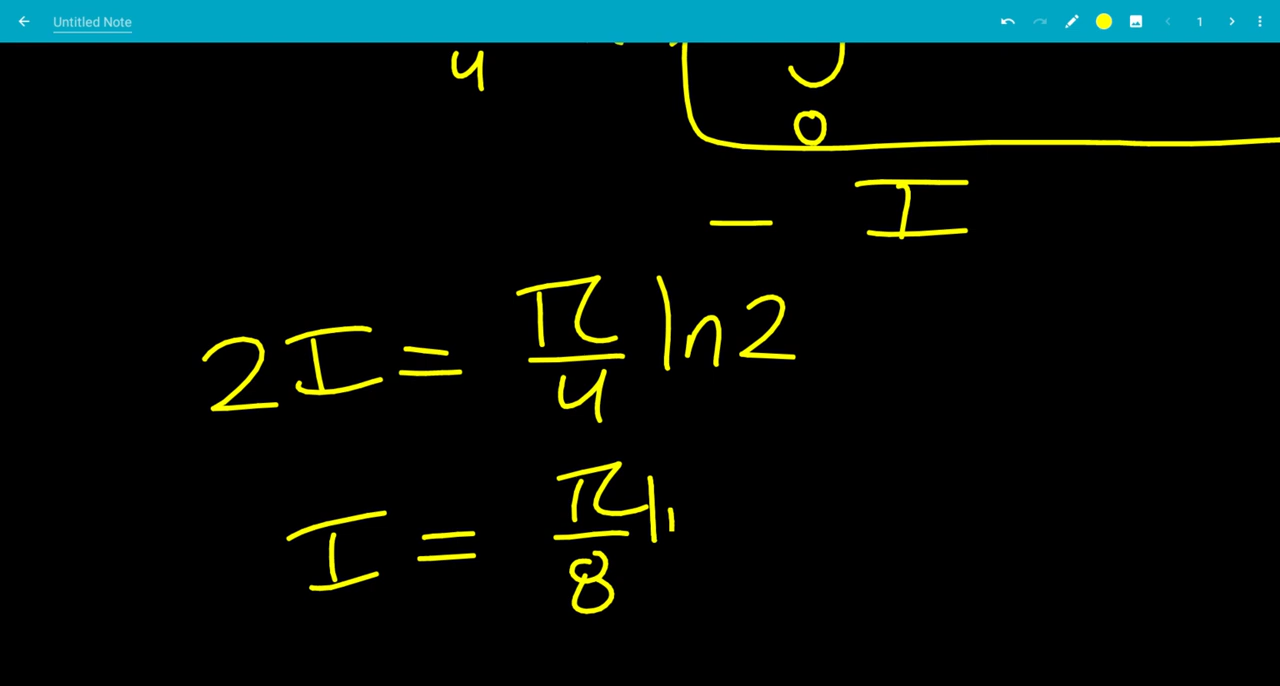 Untitled Note
1
4
0
- I
2I = π/4 ln2
I = π/8 l